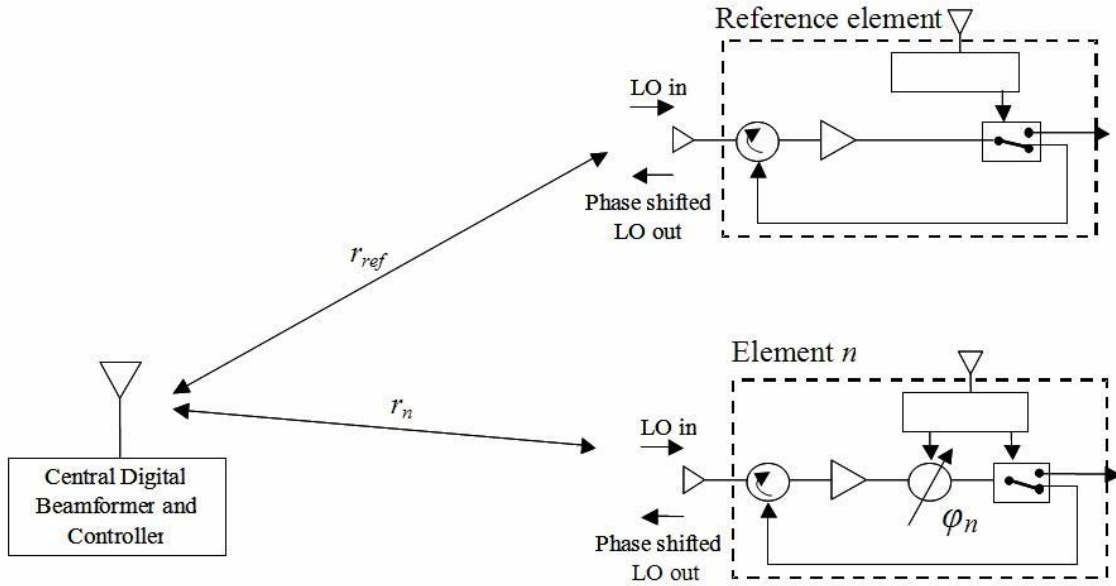 Reference element
LO in
Phase shifted
LO out
r_ref
Element n
r_n
LO in
Central Digital
Beamformer and
Controller
φ_n
Phase shifted
LO out